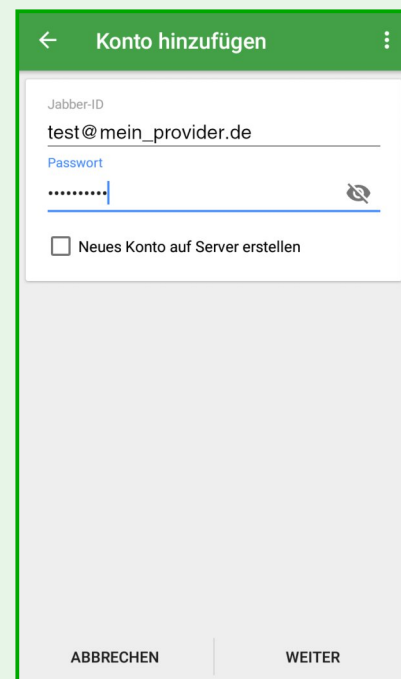 Konto hinzufügen
Jabber-ID
test@mein_provider.de
Passwort
••••••••••
Neues Konto auf Server erstellen
ABBRECHEN WEITER